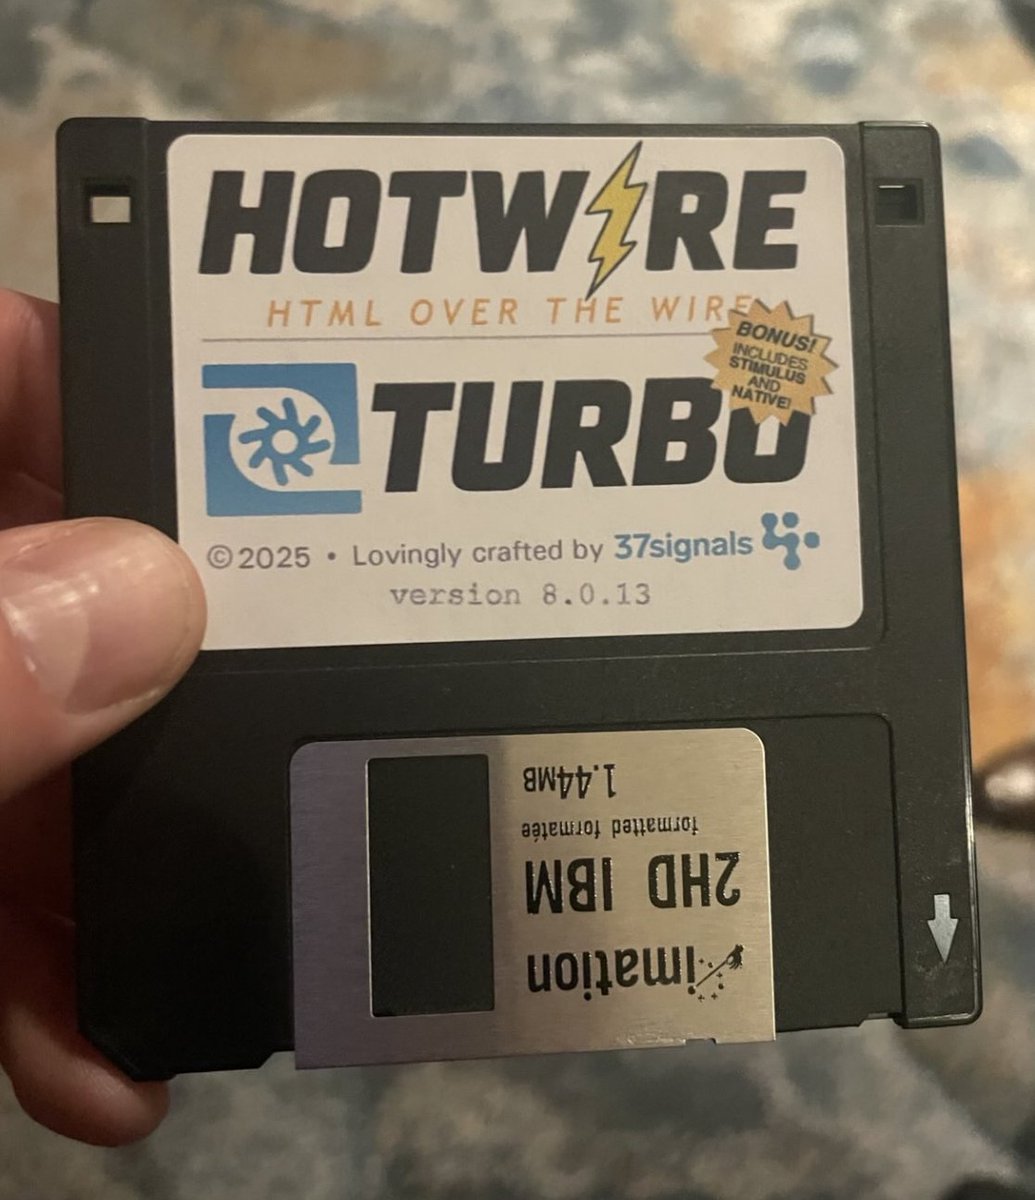 HOTWIRE
HTML OVER THE WIRE
BONUS!
INCLUDES
STIMULUS
AND
NATIVE!
TURBO
©2025 • Lovingly crafted by 37signals
version 8.0.13
imation
2HD IBM
formatted formatée
1.44MB